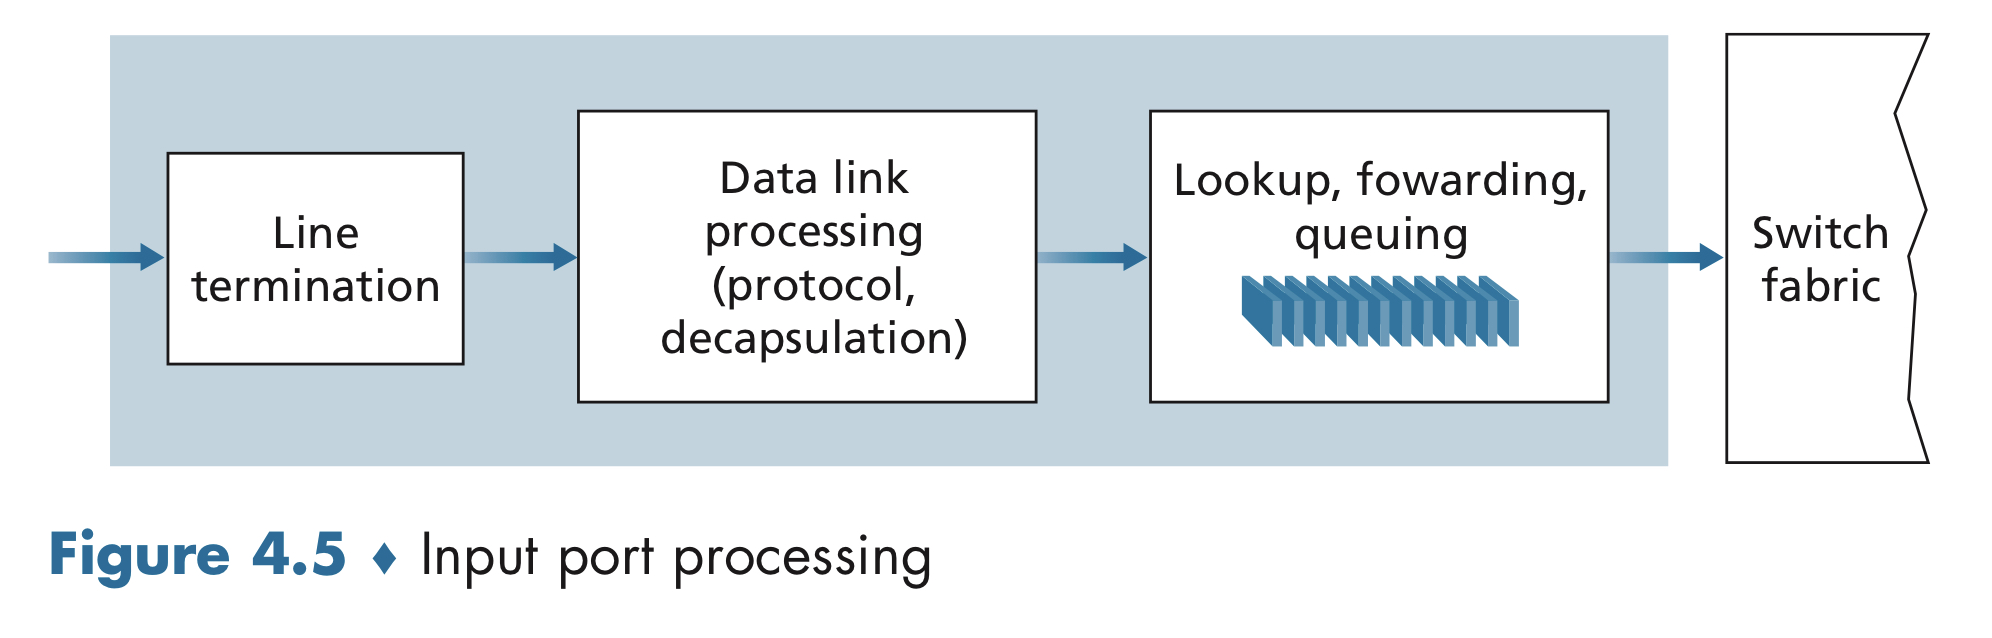 Line
termination
Data link
processing
(protocol,
decapsulation)
Lookup, fowarding,
queuing
Switch
fabric
Figure 4.5 ♦ Input port processing